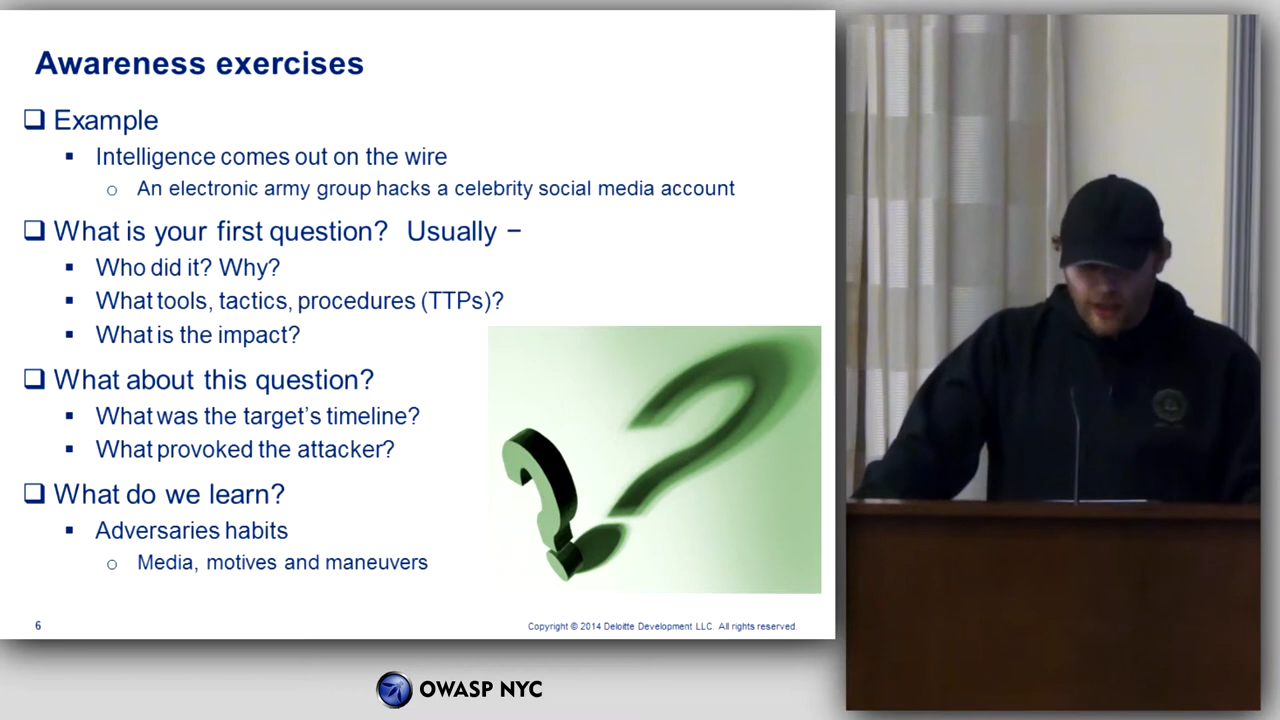 Awareness exercises
❑ Example
▪ Intelligence comes out on the wire
o An electronic army group hacks a celebrity social media account
❑ What is your first question? Usually –
▪ Who did it? Why?
▪ What tools, tactics, procedures (TTPs)?
▪ What is the impact?
❑ What about this question?
▪ What was the target’s timeline?
▪ What provoked the attacker?
❑ What do we learn?
▪ Adversaries habits
o Media, motives and maneuvers
6
Copyright © 2014 Deloitte Development LLC. All rights reserved.
OWASP NYC